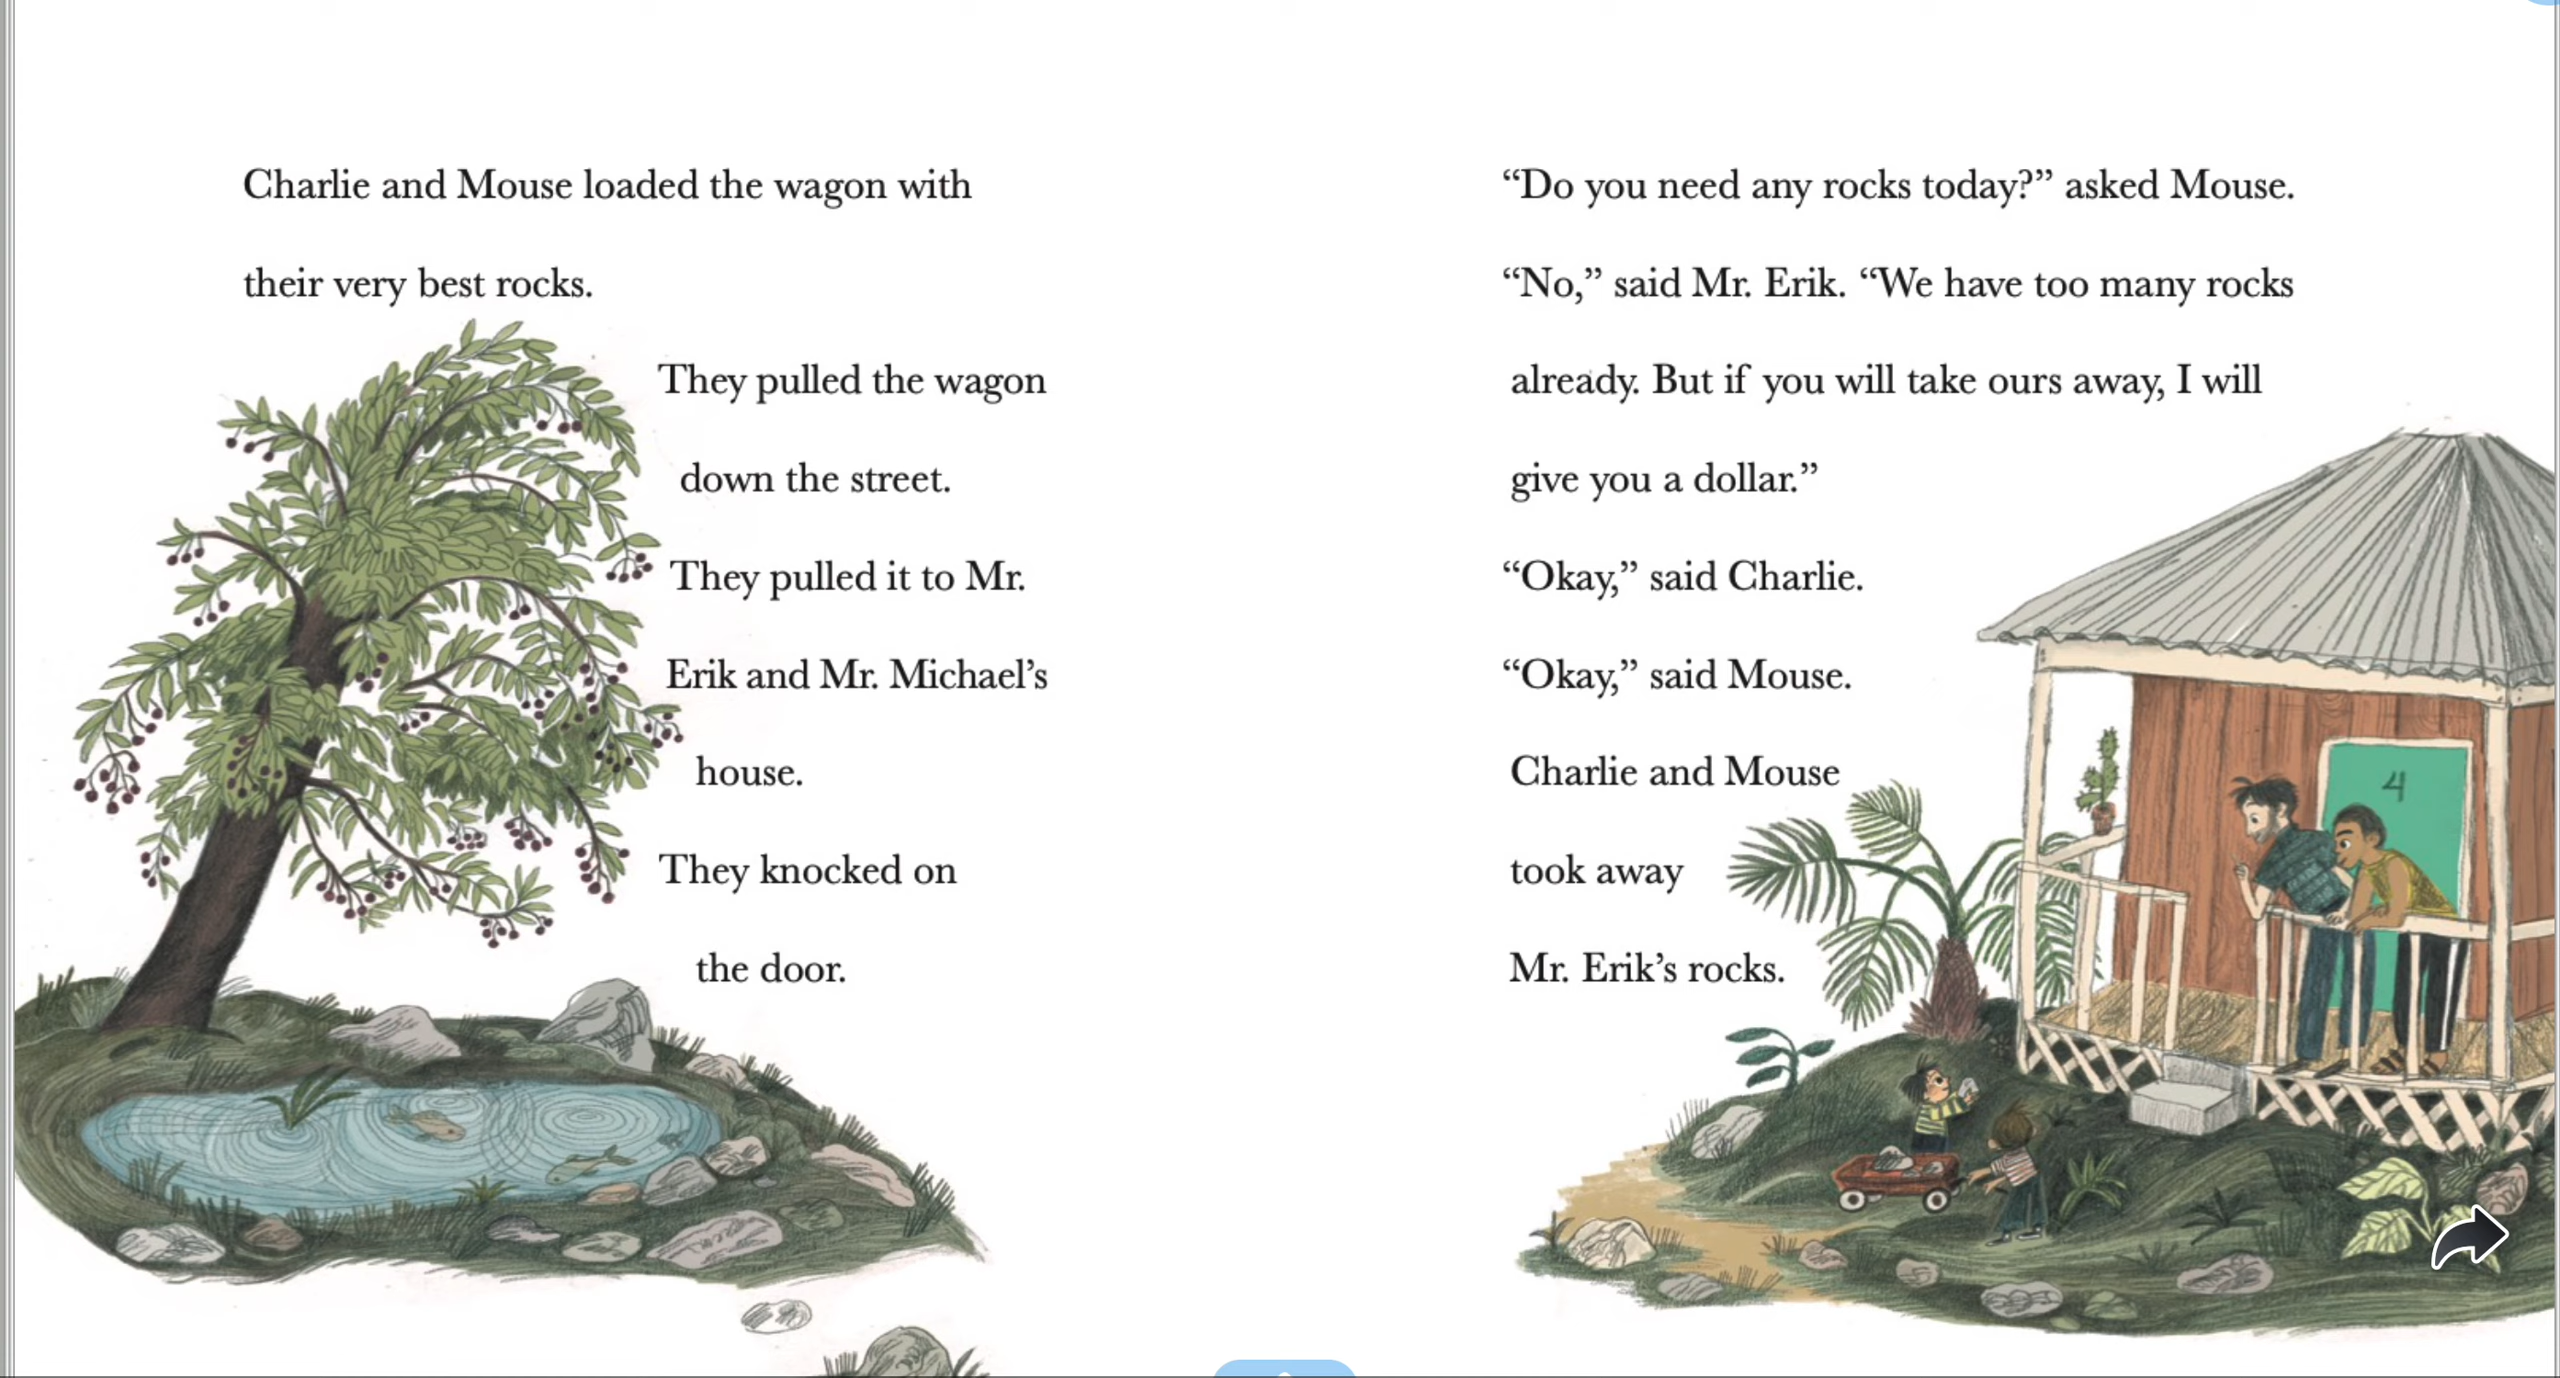 Charlie and Mouse loaded the wagon with
their very best rocks.
They pulled the wagon
down the street.
They pulled it to Mr.
Erik and Mr. Michael’s
house.
They knocked on
the door.
“Do you need any rocks today?” asked Mouse.
“No,” said Mr. Erik. “We have too many rocks
already. But if you will take ours away, I will
give you a dollar.”
“Okay,” said Charlie.
“Okay,” said Mouse.
Charlie and Mouse
took away
Mr. Erik’s rocks.
4